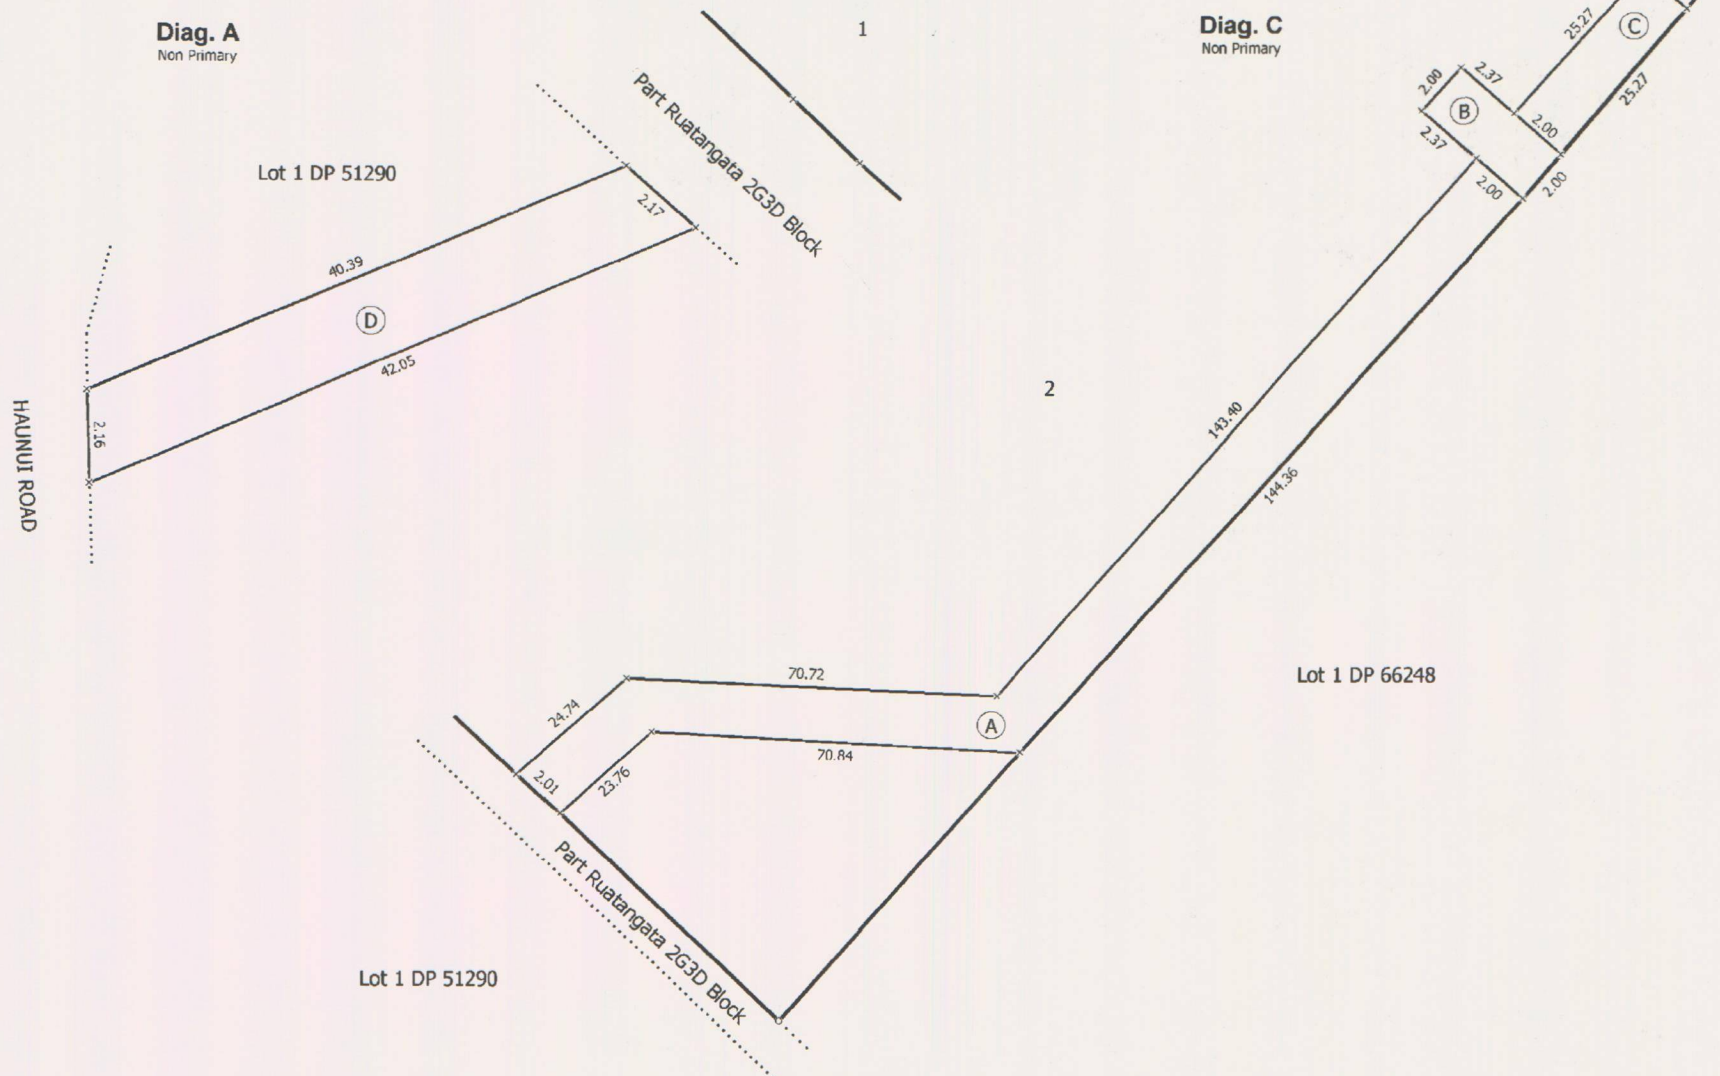 Diag. A
Non Primary
1
Diag. C
Non Primary
25.27
C
25.27
2.00
2.37
B
2.37
2.00
2.00
2.00
Part Ruatangata 2G3D Block
Lot 1 DP 51290
2.17
40.39
D
42.05
2.16
HAUNUI ROAD
2
143.40
144.36
Lot 1 DP 66248
70.72
24.74
A
70.84
2.01
23.76
Part Ruatangata 2G3D Block
Lot 1 DP 51290